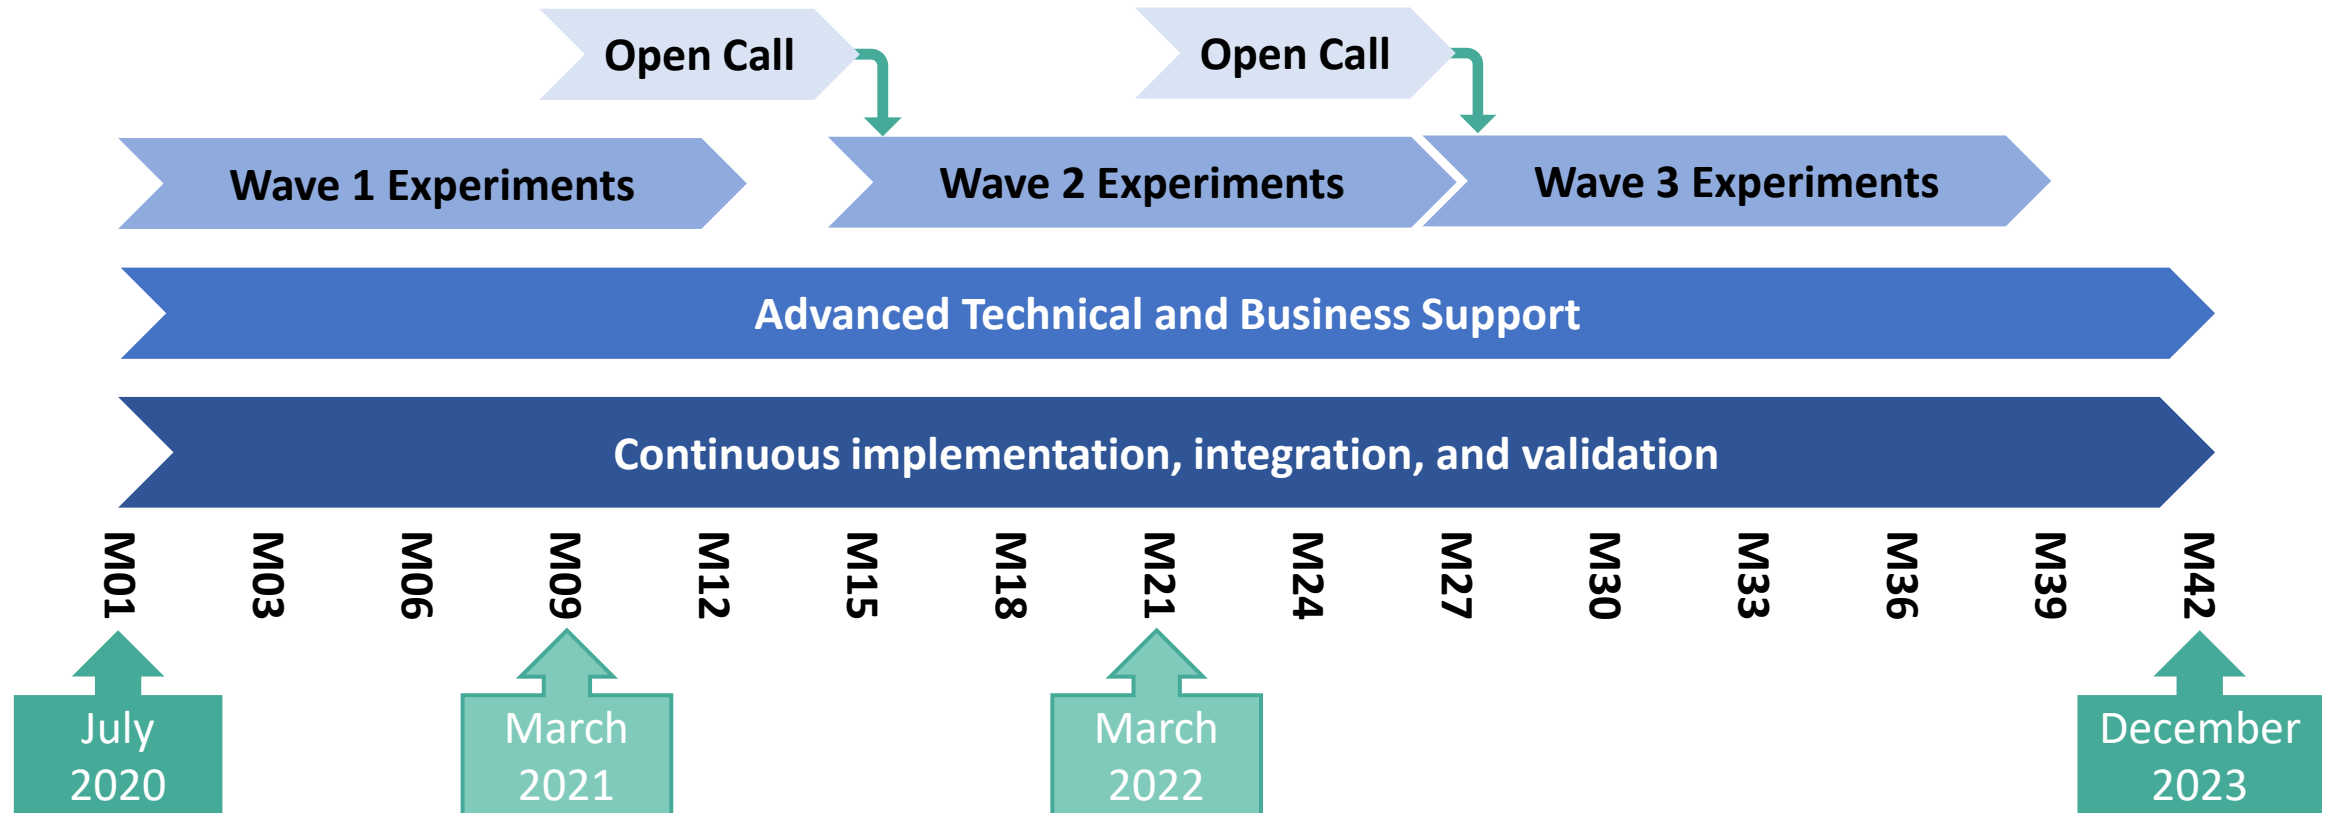 Open Call
Open Call
Wave 1 Experiments
Wave 2 Experiments
Wave 3 Experiments
Advanced Technical and Business Support
Continuous implementation, integration, and validation
M01
M03
M06
M09
M12
M15
M18
M21
M24
M27
M30
M33
M36
M39
M42
July
2020
March
2021
March
2022
December
2023